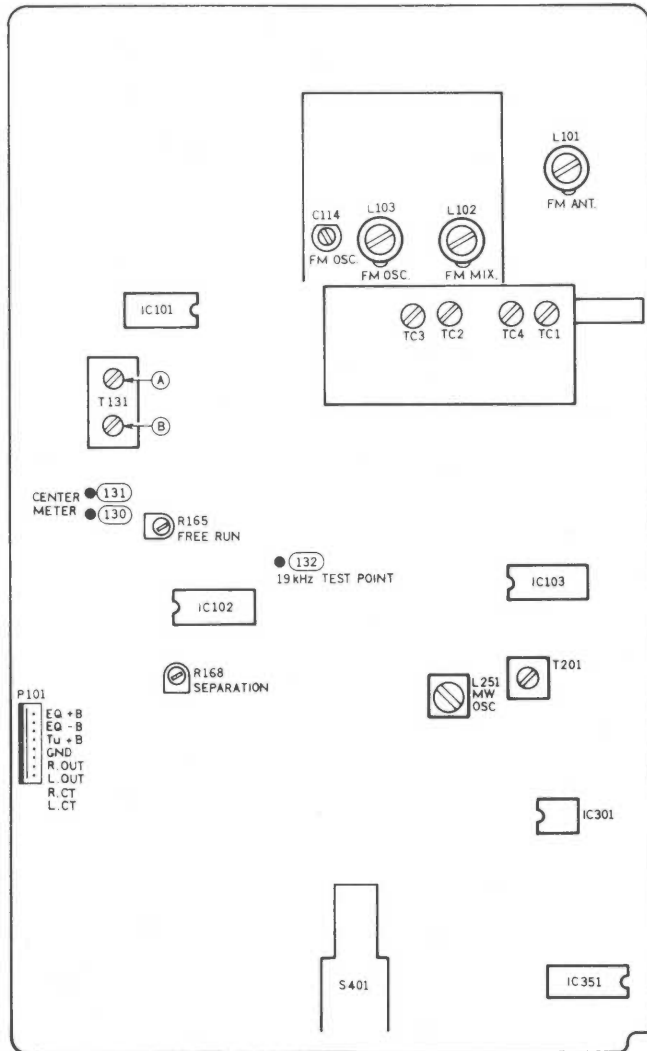 L101
FM ANT.
C114
L103
L102
FM OSC.
FM OSC.
FM MIX.
IC101
TC3
TC2
TC4
TC1
A
T131
B
CENTER
METER
131
130
R165
FREE RUN
132
19kHz TEST POINT
IC103
IC102
R168
SEPARATION
T201
L251
MW
OSC
P101
EQ +B
EQ -B
Tu +B
GND
R.OUT
L.OUT
R.CT
L.CT
IC301
S401
IC351